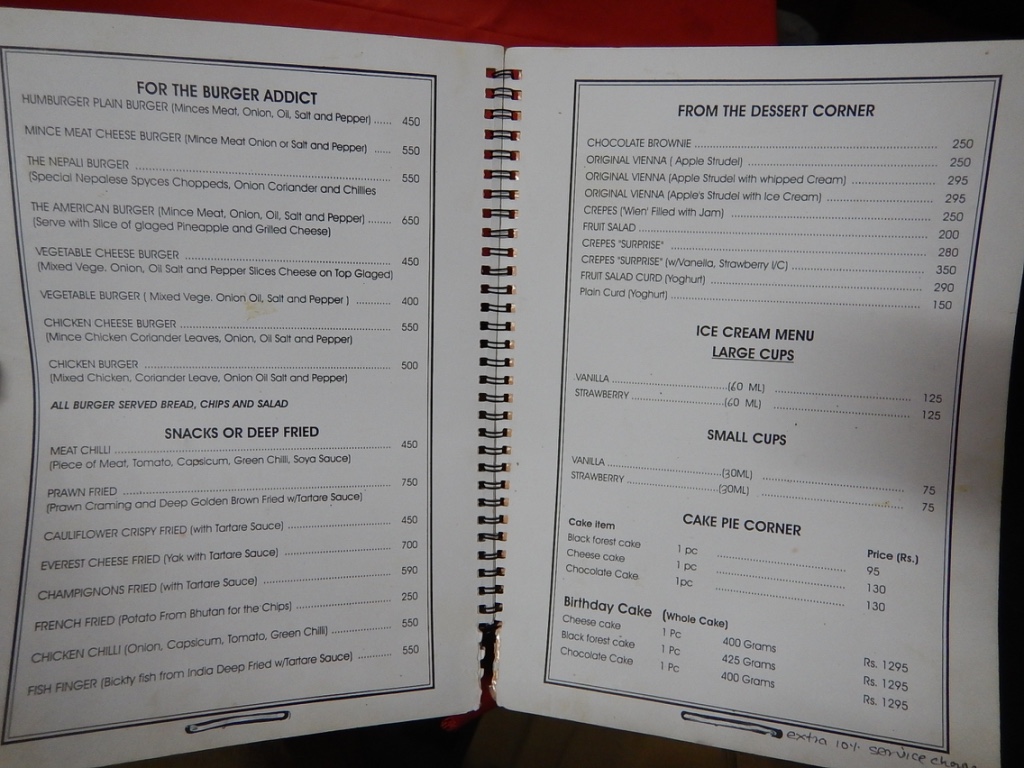 FOR THE BURGER ADDICT
HUMBURGER PLAIN BURGER (Minces Meat, Onion, Oil, Salt and Pepper) ...... 450
MINCE MEAT CHEESE BURGER (Mince Meat Onion or Salt and Pepper) ...... 550
THE NEPALI BURGER ...... 550
(Special Nepalese Spyces Choppeds, Onion Coriander and Chillies
THE AMERICAN BURGER (Mince Meat, Onion, Oil, Salt and Pepper) ...... 650
(Serve with Slice of glaged Pineapple and Grilled Cheese)
VEGETABLE CHEESE BURGER ...... 450
(Mixed Vege. Onion, Oil Salt and Pepper Slices Cheese on Top Glaged)
VEGETABLE BURGER ( Mixed Vege. Onion Oil, Salt and Pepper ) ...... 400
CHICKEN CHEESE BURGER ...... 550
(Mince Chicken Coriander Leaves, Onion, Oil Salt and Pepper)
CHICKEN BURGER ...... 500
(Mixed Chicken, Coriander Leave, Onion Oil Salt and Pepper)
ALL BURGER SERVED BREAD, CHIPS AND SALAD
SNACKS OR DEEP FRIED
MEAT CHILLI ...... 450
(Piece of Meat, Tomato, Capsicum, Green Chilli, Soya Sauce)
PRAWN FRIED ...... 750
(Prawn Craming and Deep Golden Brown Fried w/Tartare Sauce)
CAULIFLOWER CRISPY FRIED (with Tartare Sauce) ...... 450
EVEREST CHEESE FRIED (Yak with Tartare Sauce) ...... 700
CHAMPIGNONS FRIED (with Tartare Sauce) ...... 590
FRENCH FRIED (Potato From Bhutan for the Chips) ...... 250
CHICKEN CHILLI (Onion, Capsicum, Tomato, Green Chilli) ...... 550
FISH FINGER (Bickty fish from India Deep Fried w/Tartare Sauce) ...... 550
FROM THE DESSERT CORNER
CHOCOLATE BROWNIE ...... 250
ORIGINAL VIENNA ( Apple Strudel) ...... 250
ORIGINAL VIENNA (Apple Strudel with whipped Cream) ...... 295
ORIGINAL VIENNA (Apple's Strudel with Ice Cream) ...... 295
CREPES ('Wien' Filled with Jam) ...... 250
FRUIT SALAD ...... 200
CREPES "SURPRISE" ...... 280
CREPES "SURPRISE" (w/Vanella, Strawberry I/C) ...... 350
FRUIT SALAD CURD (Yoghurt) ...... 290
Plain Curd (Yoghurt) ...... 150
ICE CREAM MENU
LARGE CUPS
VANILLA ......(60 ML) ...... 125
STRAWBERRY ......(60 ML) ...... 125
SMALL CUPS
VANILLA ......(30ML) ...... 75
STRAWBERRY ......(30ML) ...... 75
CAKE PIE CORNER
Cake item Price (Rs.)
Black forest cake 1 pc ...... 95
Cheese cake 1 pc ...... 130
Chocolate Cake 1pc ...... 130
Birthday Cake (Whole Cake)
Cheese cake 1 Pc 400 Grams Rs. 1295
Black forest cake 1 Pc 425 Grams Rs. 1295
Chocolate Cake 1 Pc 400 Grams Rs. 1295
extra 10% service charge